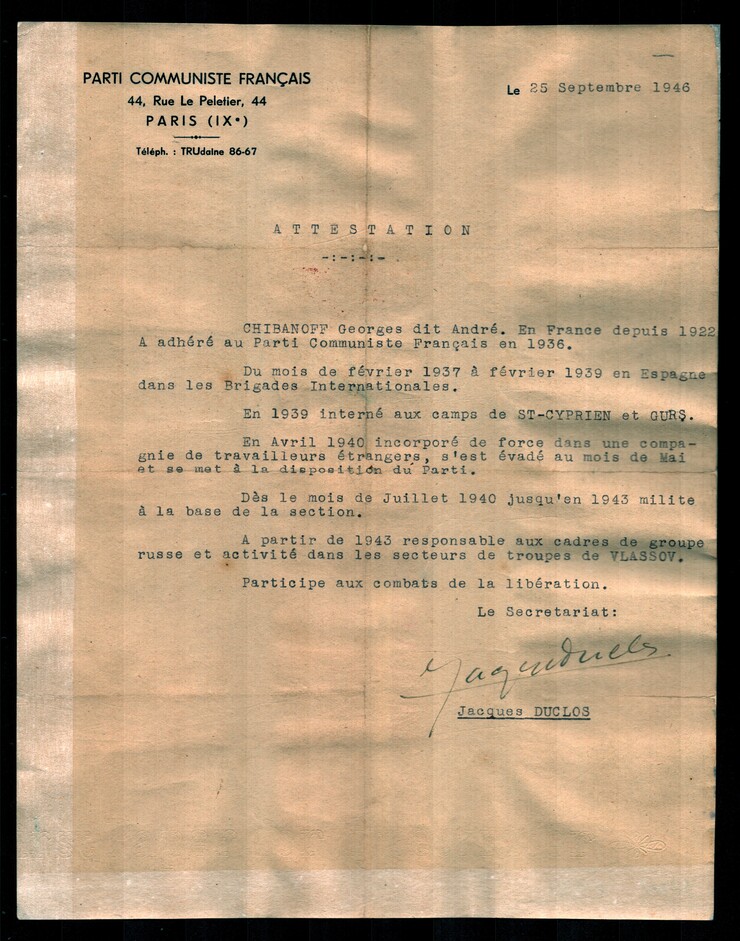 PARTI COMMUNISTE FRANÇAIS
44, Rue Le Peletier, 44
PARIS (IXe)
Téléph. : TRUdaine 86-67
Le 25 Septembre 1946
ATTESTATION
-:-:-:-
CHIBANOFF Georges dit André. En France depuis 1922
A adhéré au Parti Communiste Français en 1936.
Du mois de février 1937 à février 1939 en Espagne
dans les Brigades Internationales.
En 1939 interné aux camps de ST-CYPRIEN et GURS.
En Avril 1940 incorporé de force dans une compa-
gnie de travailleurs étrangers, s'est évadé au mois de Mai
et se met à la disposition du Parti.
Dès le mois de Juillet 1940 jusqu'en 1943 milite
à la base de la section.
A partir de 1943 responsable aux cadres de groupe
russe et activité dans les secteurs de troupes de VLASSOV.
Participe aux combats de la libération.
Le Secretariat:
Jacques Duclos
Jacques DUCLOS